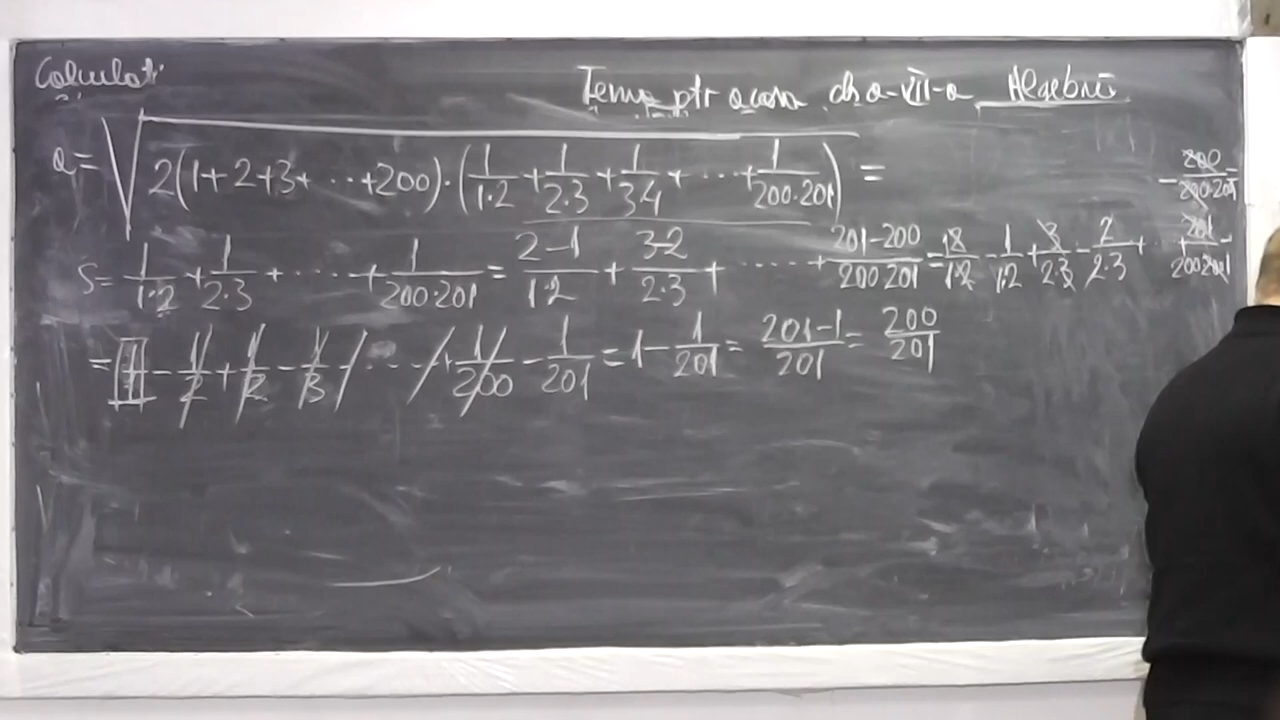 Calculati
Tema ptr acasa cls a-VII-a Algebră
a=√(2(1+2+3+ ... +200)·(1/1·2+1/2·3+1/3·4+ ... +1/200·201)) =
S=1/1·2+1/2·3+ ...... +1/200·201=2-1/1·2+3-2/2·3+ ...... +201-200/200·201=2/1·2-1/1·2+3/2·3-2/2·3+ ... +201/200·201-
-200/200·201=
=1-1/2+1/2-1/3+ ... +1/200-1/201=1-1/201=201-1/201=200/201